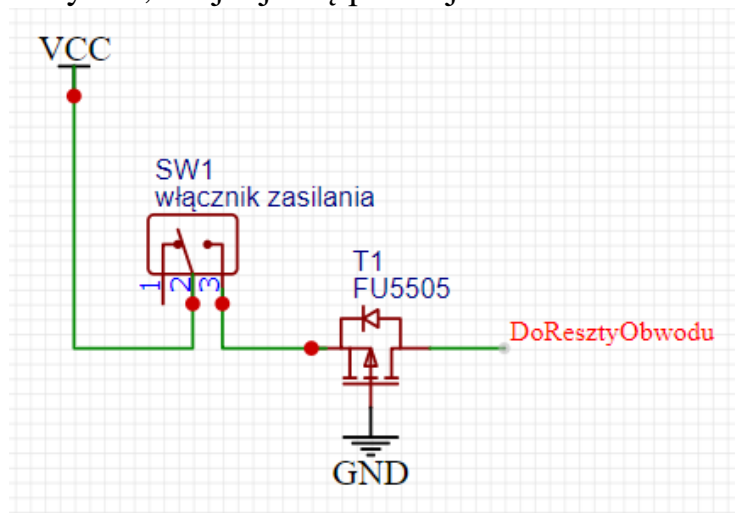 VCC
SW1
włącznik zasilania
1 2 3
T1
FU5505
DoResztyObwodu
GND